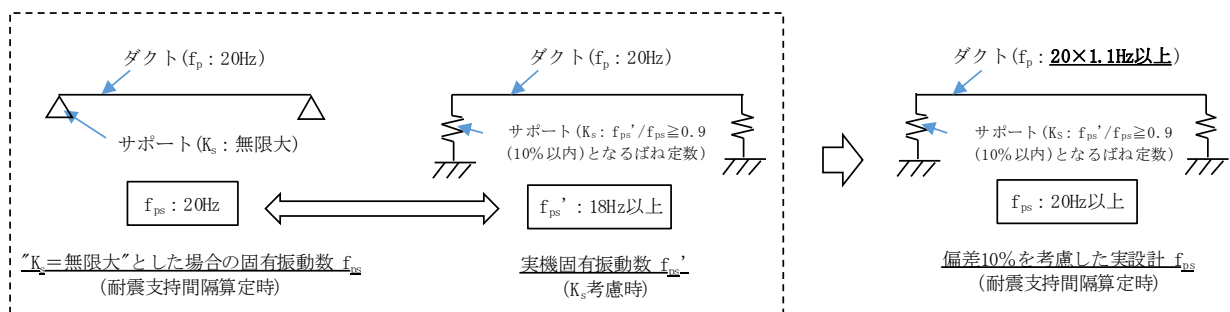 ダクト(fp：20Hz)
サポート(Ks：無限大)
fps：20Hz
"Ks＝無限大"とした場合の固有振動数 fps
(耐震支持間隔算定時)
ダクト(fp：20Hz)
サポート(Ks：fps'/fps≧0.9
(10%以内)となるばね定数)
fps'：18Hz以上
実機固有振動数 fps'
(Ks考慮時)
ダクト(fp：20×1.1Hz以上)
サポート(KS：fps'/fps≧0.9
(10%以内)となるばね定数)
fps：20Hz以上
偏差10%を考慮した実設計 fps
(耐震支持間隔算定時)